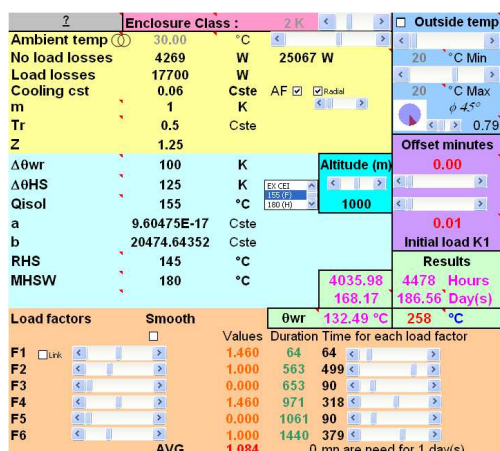 ? Enclosure Class : 2 K Outside temp
Ambient temp 30.00 °C 20 °C Min
No load losses 4269 W 25067 W
Load losses 17700 W 20 °C Max
Cooling cst 0.06 Cste AF Radial ϕ 45°
m 1 K
Tr 0.5 Cste 0.79
Z 1.25 Offset minutes
Δθwr 100 K Altitude (m) 0.00
ΔθHS 125 K EX CEI
155 (F)
180 (H)
Qisol 155 °C 1000
a 9.60475E-17 Cste 0.01
b 20474.64352 Cste Initial load K1
RHS 145 °C Results
MHSW 180 °C 4035.98 4478 Hours
168.17 186.56 Day(s)
Load factors Smooth θwr 132.49 °C 258 °C
Values Duration Time for each load factor
F1 Link 1.460 64 64
F2 1.000 563 499
F3 0.000 653 90
F4 1.460 971 318
F5 0.000 1061 90
F6 1.000 1440 379
AVG 1.084 0 mn are need for 1 day(s)